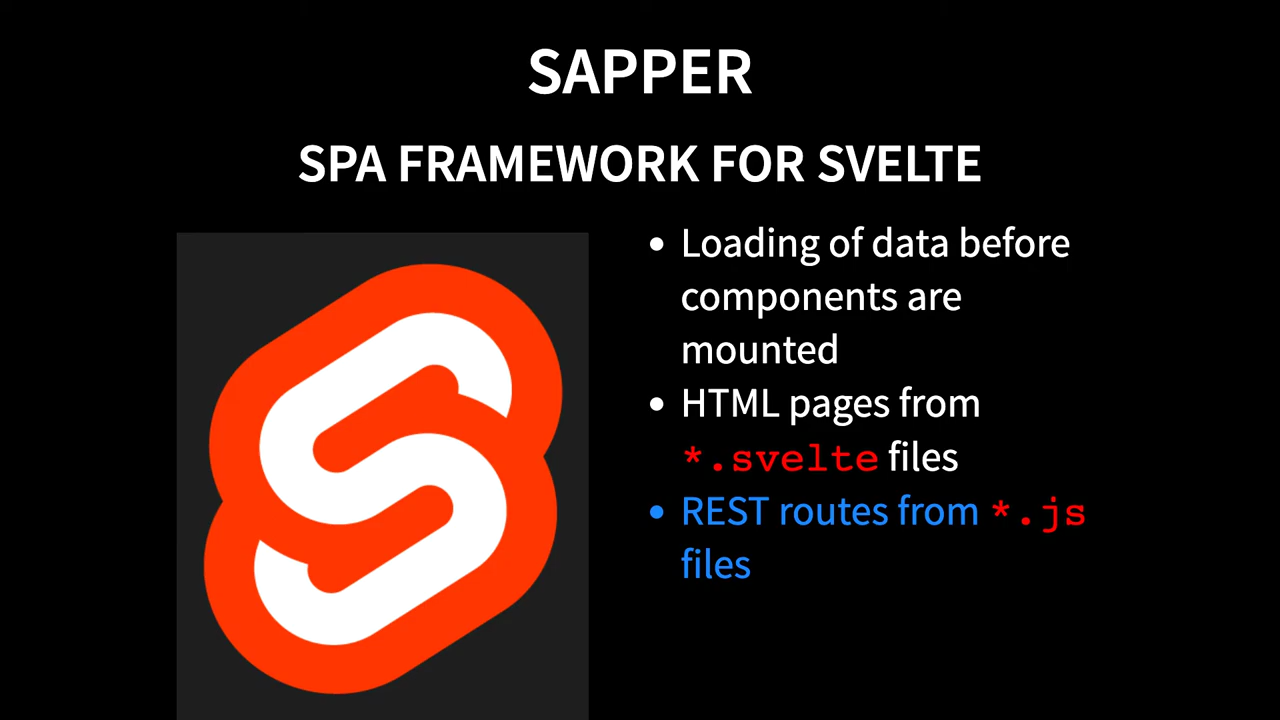 SAPPER
SPA FRAMEWORK FOR SVELTE
• Loading of data before
components are
mounted
• HTML pages from
*.svelte files
• REST routes from *.js
files